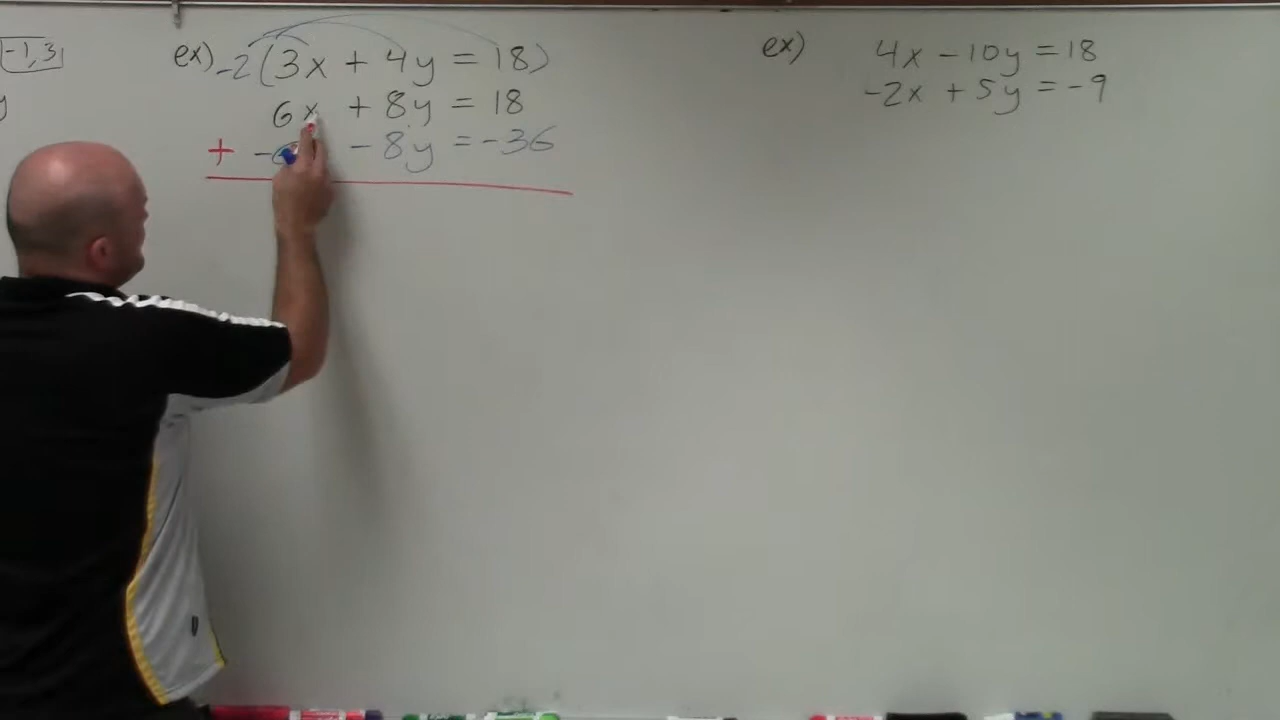 -1, 3
y
ex) -2(3x + 4y = 18)
6x + 8y = 18
+ - - 8y = -36
ex) 4x - 10y = 18
-2x + 5y = -9